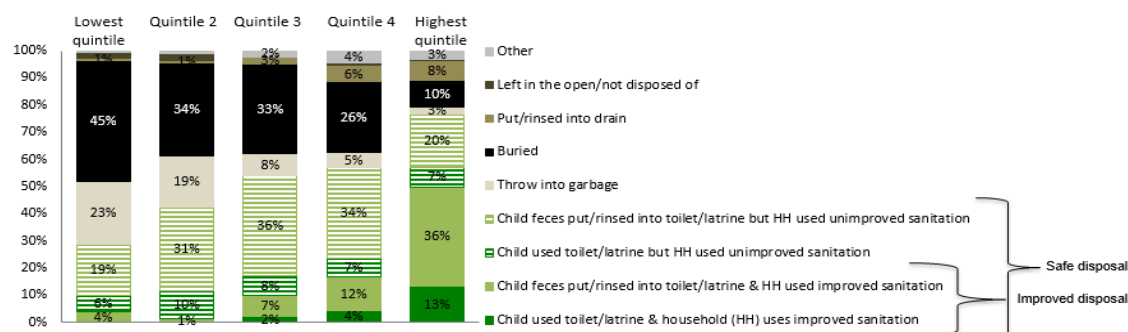 Lowest quintile
Quintile 2
Quintile 3
Quintile 4
Highest quintile
100%
90%
80%
70%
60%
50%
40%
30%
20%
10%
0%
1%
45%
23%
19%
6%
4%
1%
34%
19%
31%
10%
1%
2%
3%
33%
8%
36%
8%
7%
2%
4%
6%
26%
5%
34%
7%
12%
4%
3%
8%
10%
3%
20%
7%
36%
13%
Other
Left in the open/not disposed of
Put/rinsed into drain
Buried
Throw into garbage
Child feces put/rinsed into toilet/latrine but HH used unimproved sanitation
Child used toilet/latrine but HH used unimproved sanitation
Child feces put/rinsed into toilet/latrine & HH used improved sanitation
Child used toilet/latrine & household (HH) uses improved sanitation
Safe disposal
Improved disposal